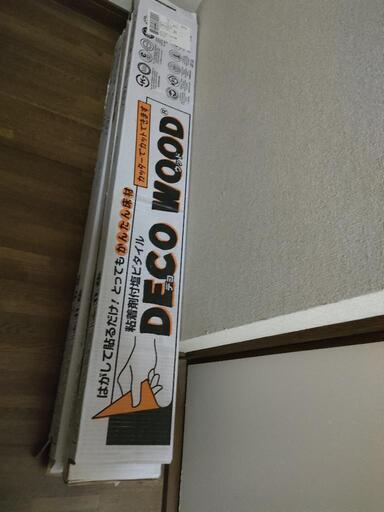 はがして貼るだけ！とってもかんたん床材
粘着剤付塩ビタイル
カッターでカットできます
DECO WOOD®
デコ ウッド